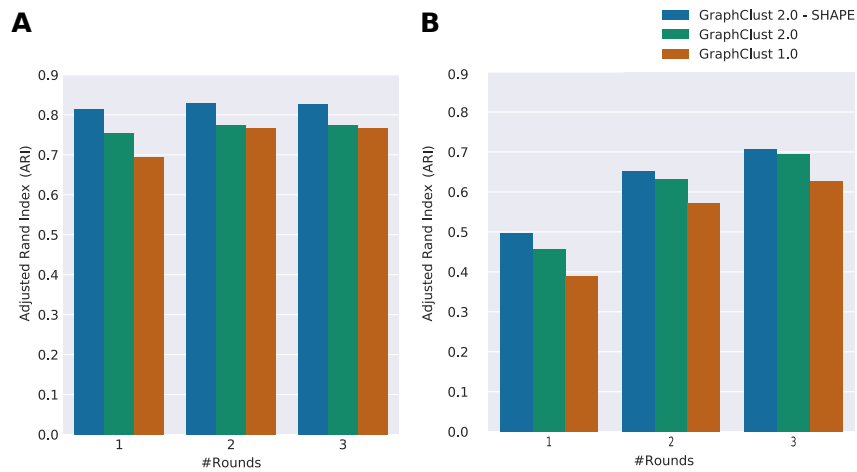 A
B
GraphClust 2.0 - SHAPE
GraphClust 2.0
GraphClust 1.0
Adjusted Rand Index (ARI)
0.9
0.8
0.7
0.6
0.5
0.4
0.3
0.2
0.1
0.0
1 2 3
#Rounds
Adjusted Rand Index (ARI)
0.9
0.8
0.7
0.6
0.5
0.4
0.3
0.2
0.1
0.0
1 2 3
#Rounds